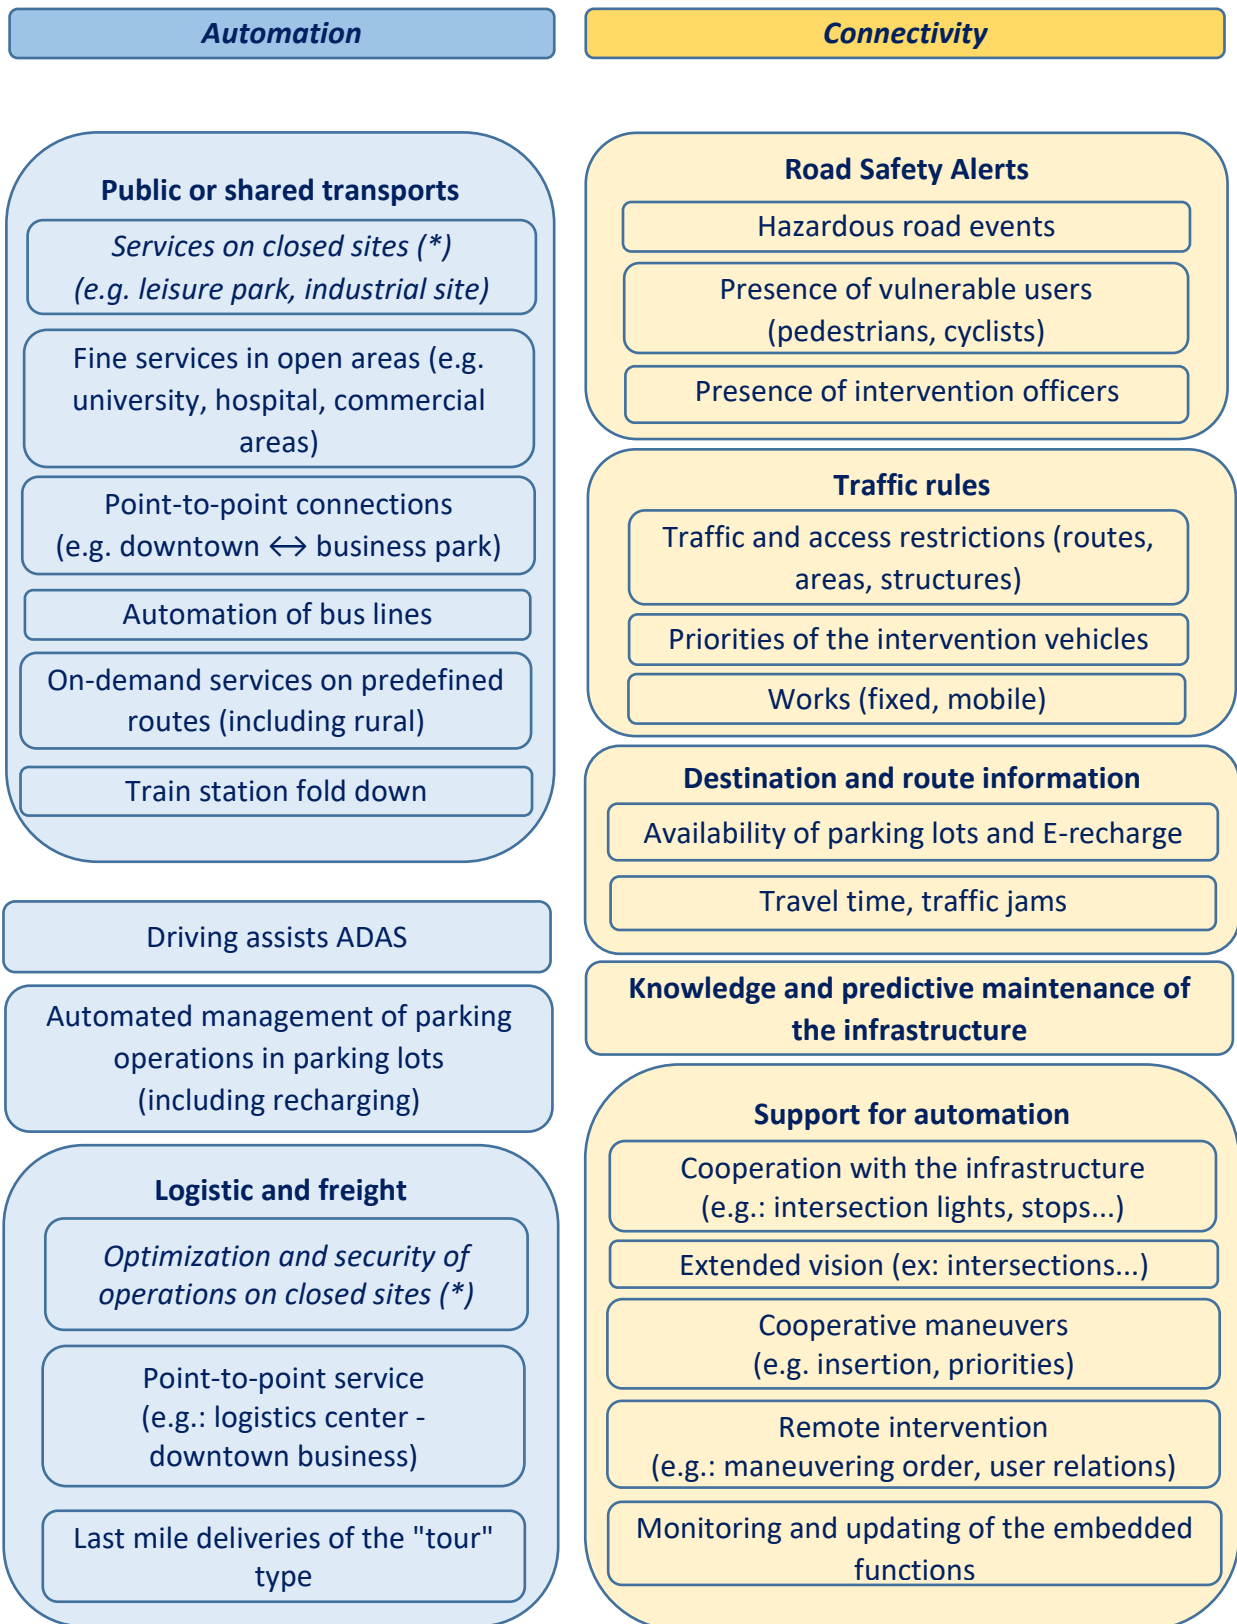 Automation
Public or shared transports
Services on closed sites (*)
(e.g. leisure park, industrial site)
Fine services in open areas (e.g.
university, hospital, commercial
areas)
Point-to-point connections
(e.g. downtown ↔ business park)
Automation of bus lines
On-demand services on predefined
routes (including rural)
Train station fold down
Driving assists ADAS
Automated management of parking
operations in parking lots
(including recharging)
Logistic and freight
Optimization and security of
operations on closed sites (*)
Point-to-point service
(e.g.: logistics center -
downtown business)
Last mile deliveries of the "tour"
type
Connectivity
Road Safety Alerts
Hazardous road events
Presence of vulnerable users
(pedestrians, cyclists)
Presence of intervention officers
Traffic rules
Traffic and access restrictions (routes,
areas, structures)
Priorities of the intervention vehicles
Works (fixed, mobile)
Destination and route information
Availability of parking lots and E-recharge
Travel time, traffic jams
Knowledge and predictive maintenance of
the infrastructure
Support for automation
Cooperation with the infrastructure
(e.g.: intersection lights, stops...)
Extended vision (ex: intersections...)
Cooperative maneuvers
(e.g. insertion, priorities)
Remote intervention
(e.g.: maneuvering order, user relations)
Monitoring and updating of the embedded
functions